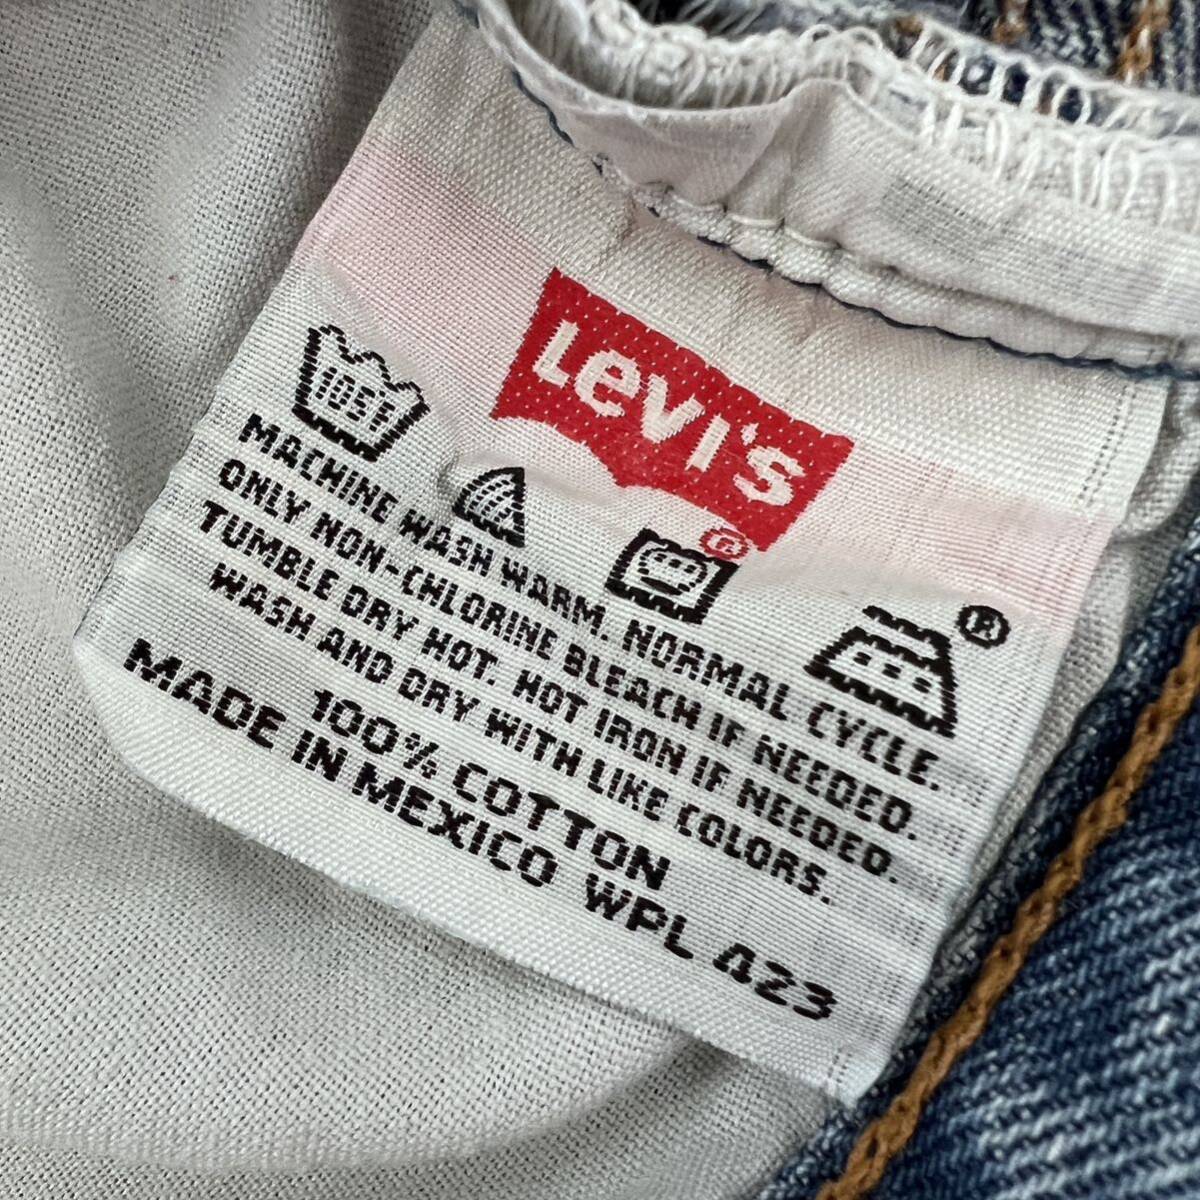 Levi's
®
105F
®
MACHINE WASH WARM. NORMAL CYCLE.
ONLY NON-CHLORINE BLEACH IF NEEDED.
TUMBLE DRY HOT. HOT IRON IF NEEDED.
WASH AND DRY WITH LIKE COLORS.
100% COTTON
MADE IN MEXICO WPL 423